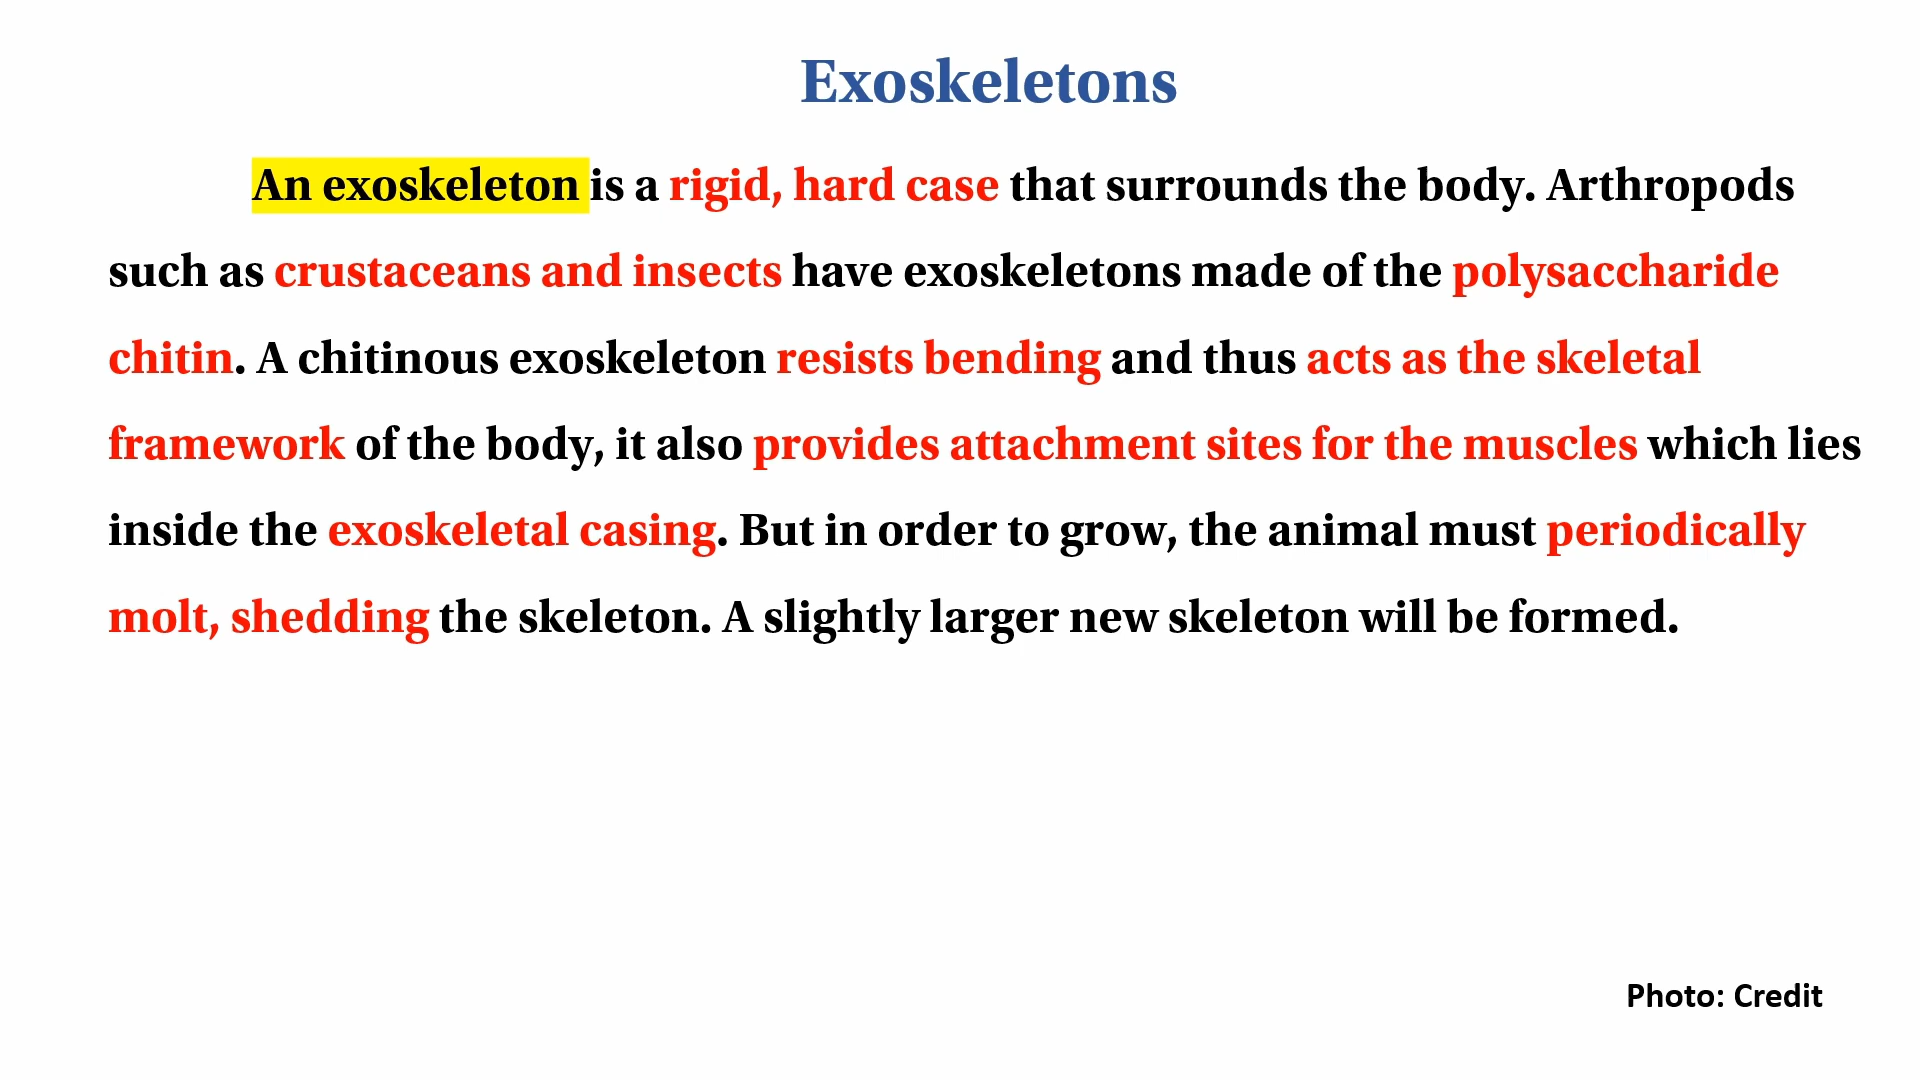 Exoskeletons
An exoskeleton is a rigid, hard case that surrounds the body. Arthropods
such as crustaceans and insects have exoskeletons made of the polysaccharide
chitin. A chitinous exoskeleton resists bending and thus acts as the skeletal
framework of the body, it also provides attachment sites for the muscles which lies
inside the exoskeletal casing. But in order to grow, the animal must periodically
molt, shedding the skeleton. A slightly larger new skeleton will be formed.
Photo: Credit